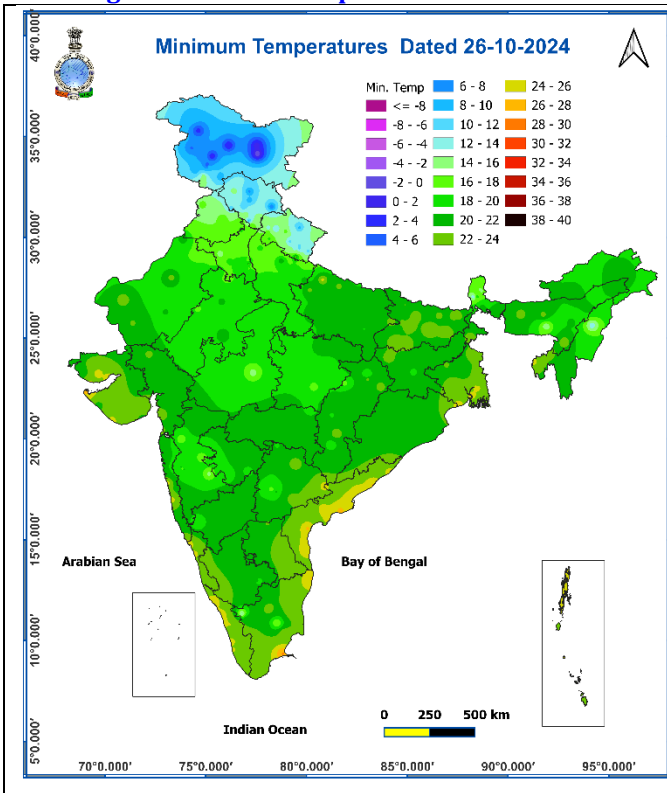 Minimum Temperatures Dated 26-10-2024
Min. Temp
<= -8
-8 - -6
-6 - -4
-4 - -2
-2 - 0
0 - 2
2 - 4
4 - 6
6 - 8
8 - 10
10 - 12
12 - 14
14 - 16
16 - 18
18 - 20
20 - 22
22 - 24
24 - 26
26 - 28
28 - 30
30 - 32
32 - 34
34 - 36
36 - 38
38 - 40
40°0.000'
35°0.000'
30°0.000'
25°0.000'
20°0.000'
15°0.000'
10°0.000'
5°0.000'
Arabian Sea
Bay of Bengal
Indian Ocean
0 250 500 km
70°0.000' 75°0.000' 80°0.000' 85°0.000' 90°0.000' 95°0.000'